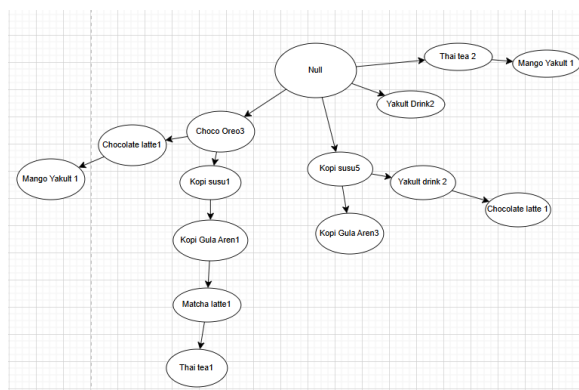 Thai tea 2
Mango Yakult 1
Null
Yakult Drink2
Choco Oreo3
Chocolate latte1
Mango Yakult 1
Kopi susu1
Kopi susu5
Yakult drink 2
Chocolate latte 1
Kopi Gula Aren1
Kopi Gula Aren3
Matcha latte1
Thai tea1